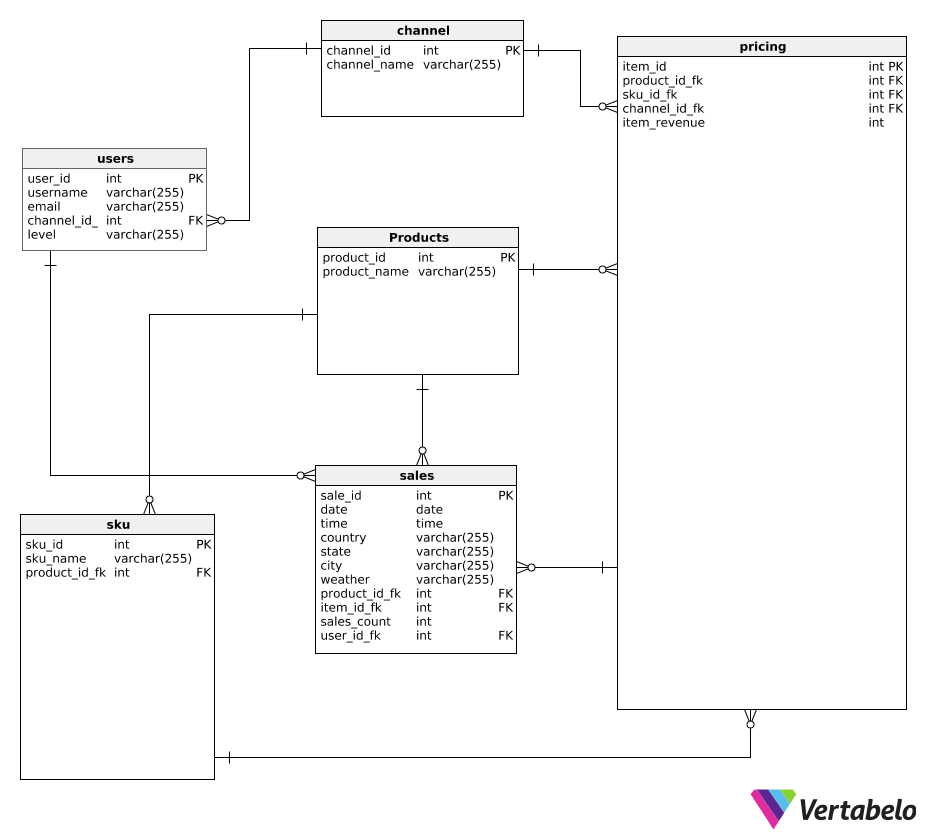 channel
channel_id int PK
channel_name varchar(255)
pricing
item_id int PK
product_id_fk int FK
sku_id_fk int FK
channel_id_fk int FK
item_revenue int
users
user_id int PK
username varchar(255)
email varchar(255)
channel_id_ int FK
level varchar(255)
Products
product_id int PK
product_name varchar(255)
sales
sale_id int PK
date date
time time
country varchar(255)
state varchar(255)
city varchar(255)
weather varchar(255)
product_id_fk int FK
item_id_fk int FK
sales_count int
user_id_fk int FK
sku
sku_id int PK
sku_name varchar(255)
product_id_fk int FK
Vertabelo